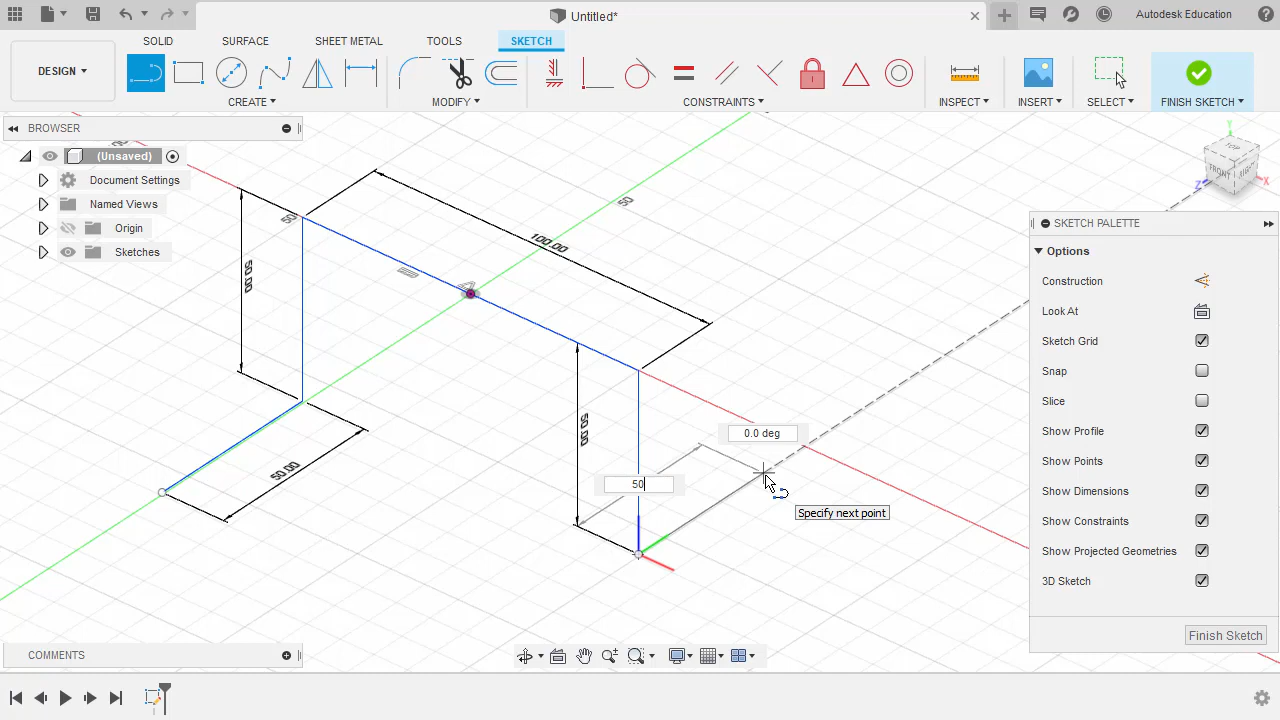 Untitled*
Autodesk Education
SOLID
SURFACE
SHEET METAL
TOOLS
SKETCH
DESIGN
CREATE
MODIFY
CONSTRAINTS
INSPECT
INSERT
SELECT
FINISH SKETCH
BROWSER
(Unsaved)
Document Settings
Named Views
Origin
Sketches
Y
TOP
FRONT
RIGHT
Z
X
50
50
100.00
50.00
50.00
50.00
0.0 deg
50
Specify next point
SKETCH PALETTE
Options
Construction
Look At
Sketch Grid
Snap
Slice
Show Profile
Show Points
Show Dimensions
Show Constraints
Show Projected Geometries
3D Sketch
Finish Sketch
COMMENTS